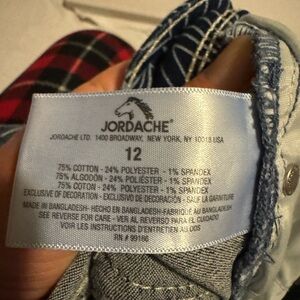 JORDACHE®
JORDACHE LTD. 1400 BROADWAY, NEW YORK, NY 10018 USA
12
75% COTTON - 24% POLYESTER - 1% SPANDEX
75% ALGODÓN - 24% POLIÉSTER - 1% SPANDEX
75% COTON - 24% POLYESTER - 1% SPANDEX
EXCLUSIVE OF DECORATION - EXCLUSIVO DE DECORACIÓN - SAUF LA GARNITURE
MADE IN BANGLADESH - HECHO EN BANGLADESH - FABRIQUÉ AU BANGLADESH
SEE REVERSE FOR CARE - VER AL REVERSO PARA EL CUIDADO
VOIR LES INSTRUCTIONS D'ENTRETIEN AU DOS
RN # 99186